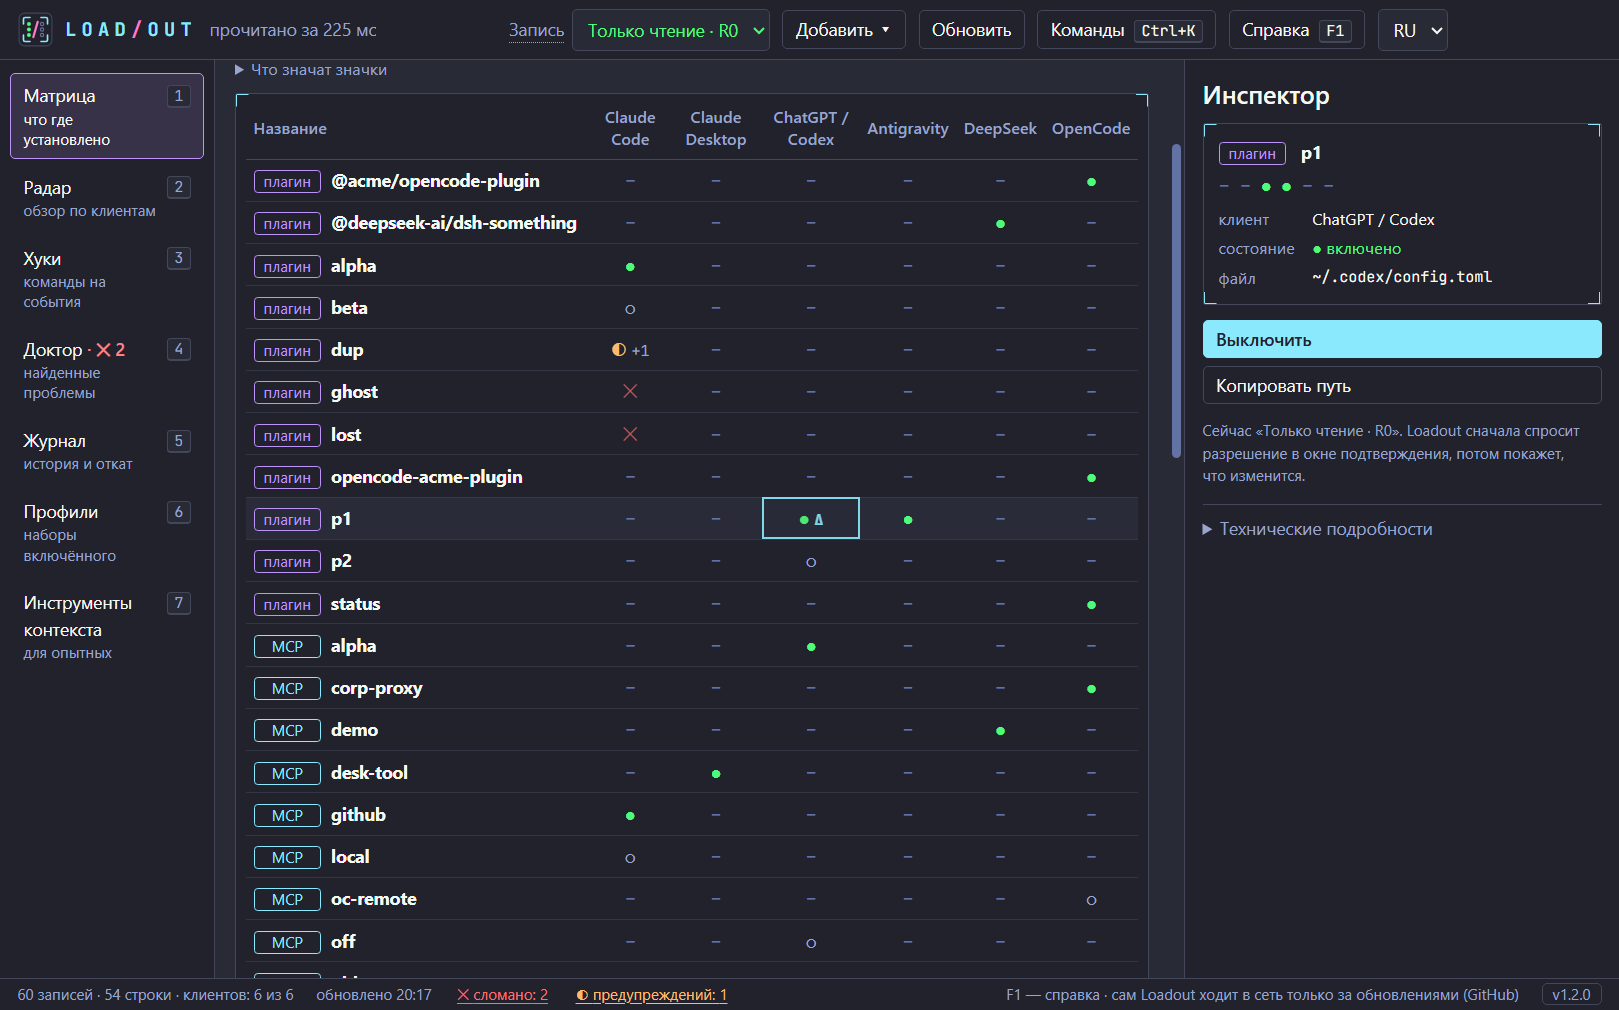 LOAD/OUT прочитано за 225 мс Запись Только чтение · R0 Добавить ▼ Обновить Команды Ctrl+K Справка F1 RU
Матрица 1
что где
установлено
Радар 2
обзор по клиентам
Хуки 3
команды на
события
Доктор · ✕ 2 4
найденные
проблемы
Журнал 5
история и откат
Профили 6
наборы
включённого
Инструменты 7
контекста
для опытных
▶ Что значат значки
Название Claude Code Claude Desktop ChatGPT / Codex Antigravity DeepSeek OpenCode
плагин @acme/opencode-plugin – – – – – ●
плагин @deepseek-ai/dsh-something – – – – ● –
плагин alpha ● – – – – –
плагин beta ○ – – – – –
плагин dup ◐ +1 – – – – –
плагин ghost ✕ – – – – –
плагин lost ✕ – – – – –
плагин opencode-acme-plugin – – – – – ●
плагин p1 – – ● Δ ● – –
плагин p2 – – ○ – – –
плагин status – – – – – ●
MCP alpha – – ● – – –
MCP corp-proxy – – – – – ●
MCP demo – – – – ● –
MCP desk-tool – ● – – – –
MCP github ● – – – – –
MCP local ○ – – – – –
MCP oc-remote – – – – – ○
MCP off – – ○ – – –
Инспектор
плагин p1
– – ● ● – –
клиент ChatGPT / Codex
состояние ● включено
файл ~/.codex/config.toml
Выключить
Копировать путь
Сейчас «Только чтение · R0». Loadout сначала спросит
разрешение в окне подтверждения, потом покажет,
что изменится.
▶ Технические подробности
60 записей · 54 строки · клиентов: 6 из 6 обновлено 20:17 ✕ сломано: 2 ◐ предупреждений: 1 F1 — справка · сам Loadout ходит в сеть только за обновлениями (GitHub) v1.2.0